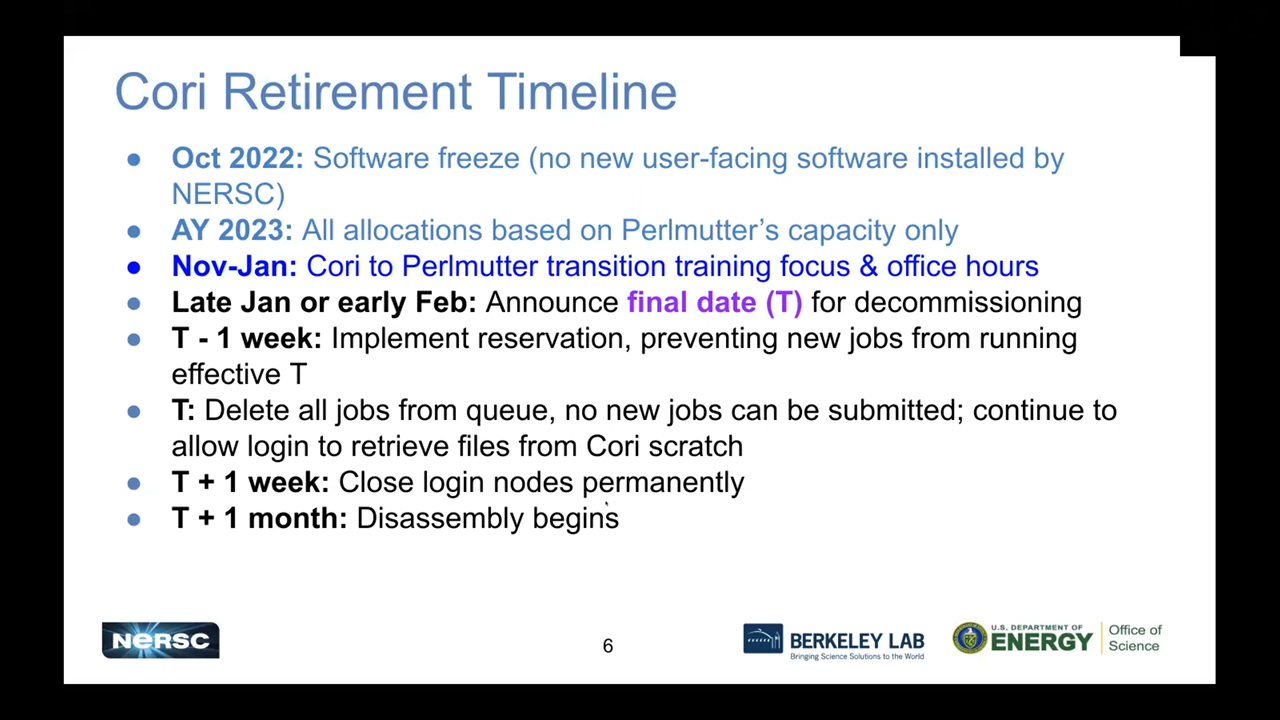 Cori Retirement Timeline
● Oct 2022: Software freeze (no new user-facing software installed by
NERSC)
● AY 2023: All allocations based on Perlmutter’s capacity only
● Nov-Jan: Cori to Perlmutter transition training focus & office hours
● Late Jan or early Feb: Announce final date (T) for decommissioning
● T - 1 week: Implement reservation, preventing new jobs from running
effective T
● T: Delete all jobs from queue, no new jobs can be submitted; continue to
allow login to retrieve files from Cori scratch
● T + 1 week: Close login nodes permanently
● T + 1 month: Disassembly begins
NERSC
6
BERKELEY LAB
Bringing Science Solutions to the World
U.S. DEPARTMENT OF
ENERGY
Office of
Science